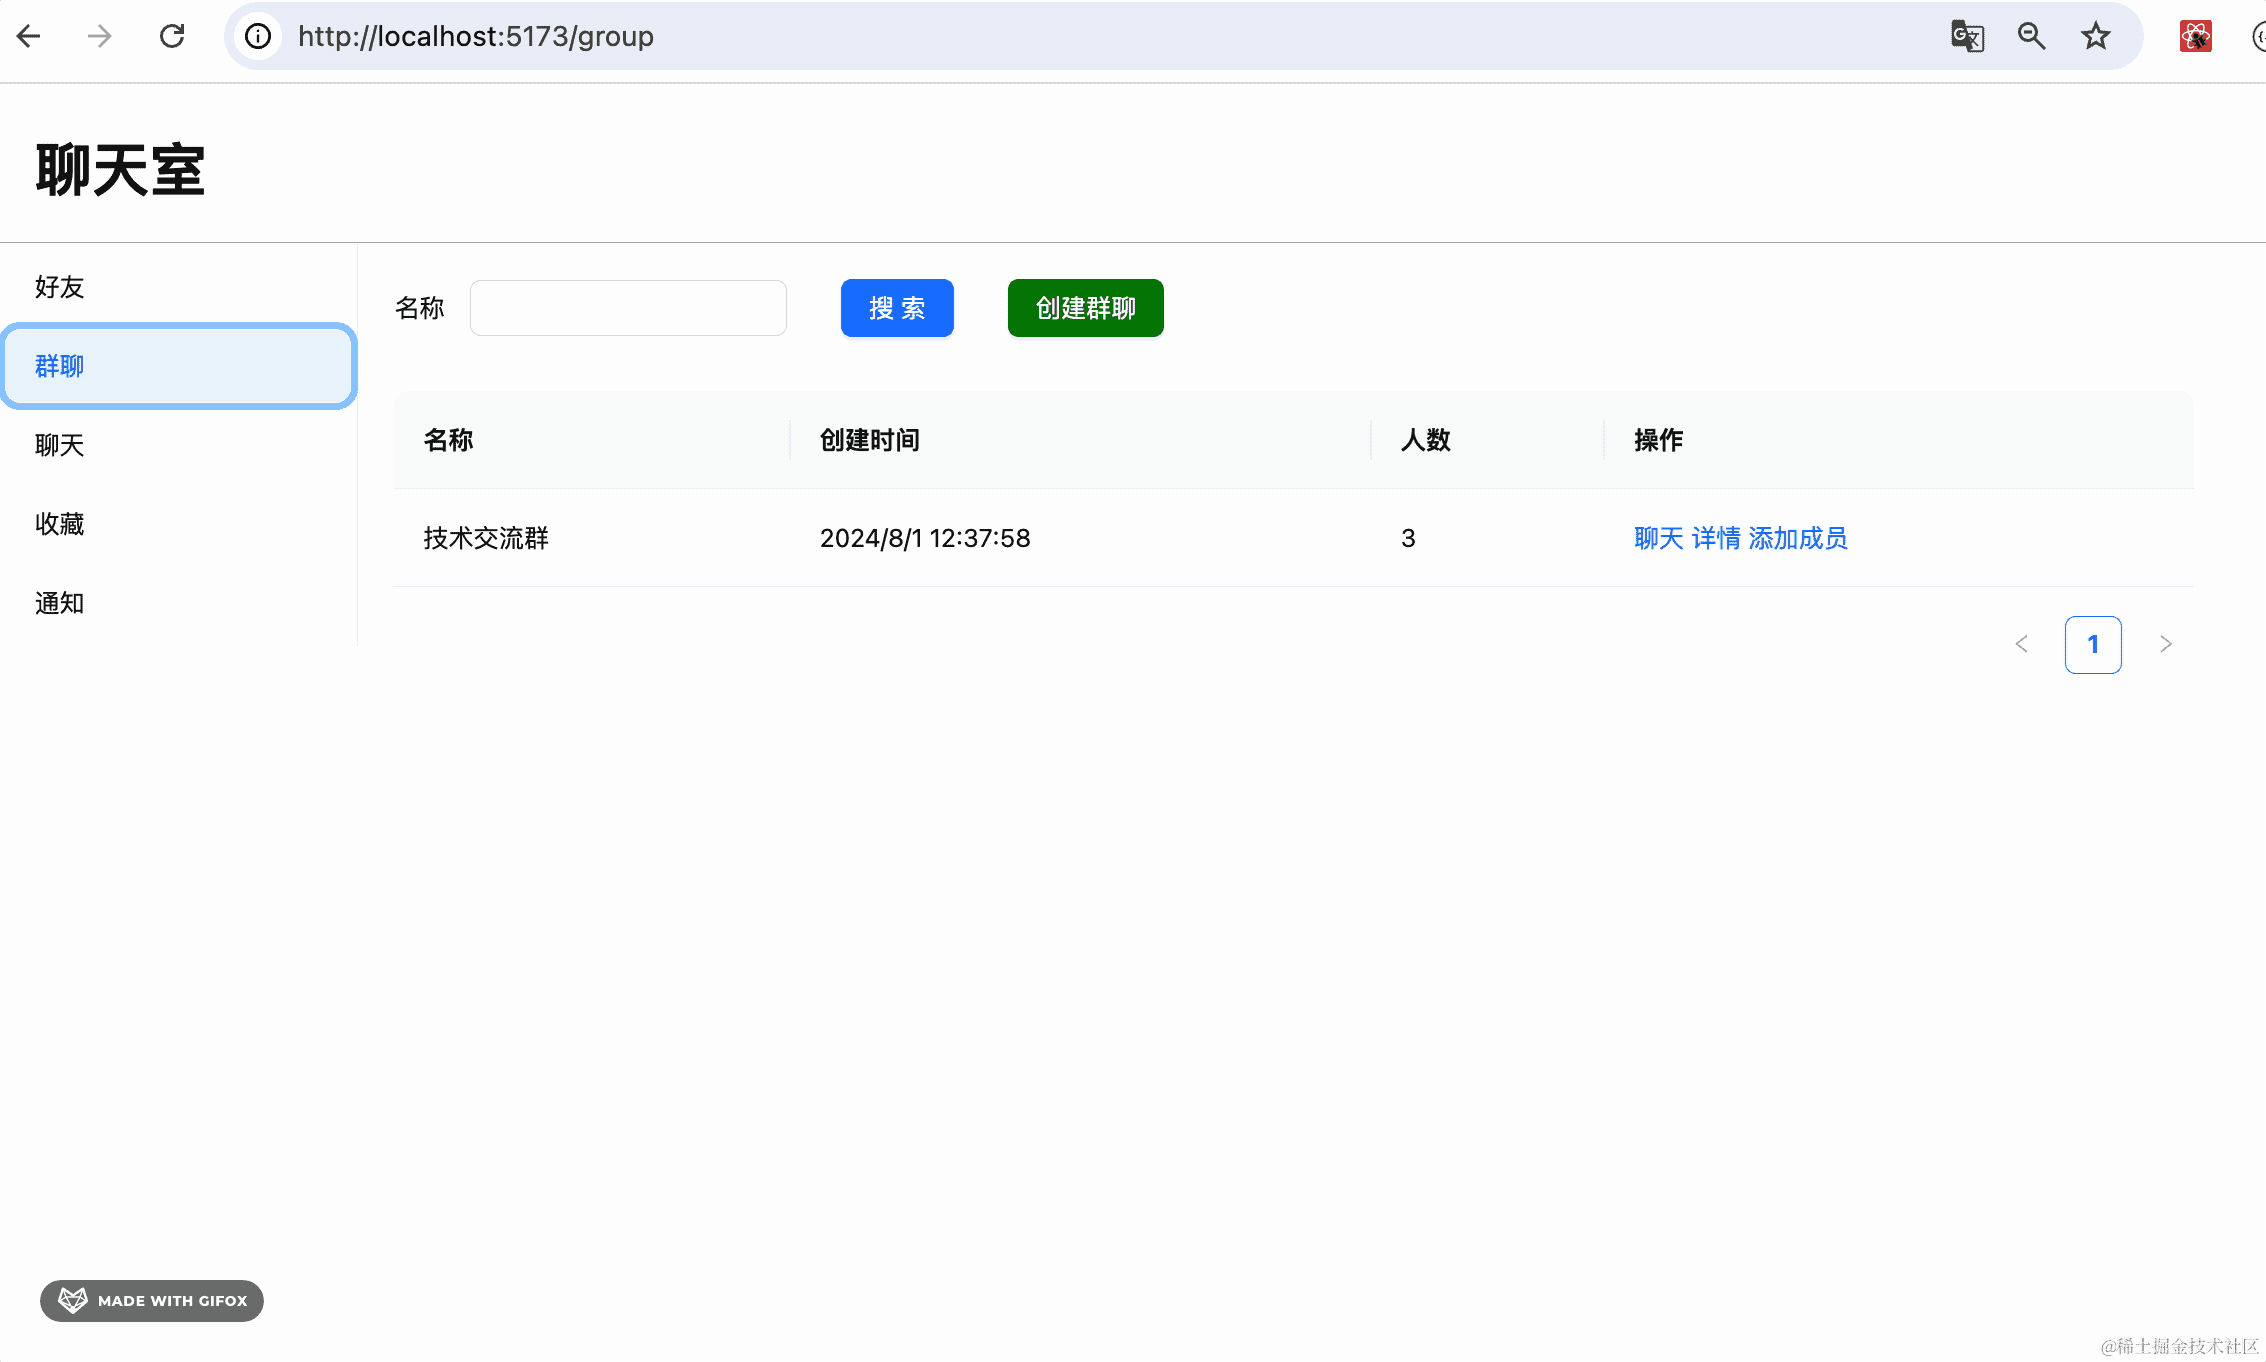 http://localhost:5173/group
聊天室
好友
群聊
聊天
收藏
通知
名称 搜 索 创建群聊
名称 创建时间 人数 操作
技术交流群 2024/8/1 12:37:58 3 聊天 详情 添加成员
1
MADE WITH GIFOX
@稀土掘金技术社区